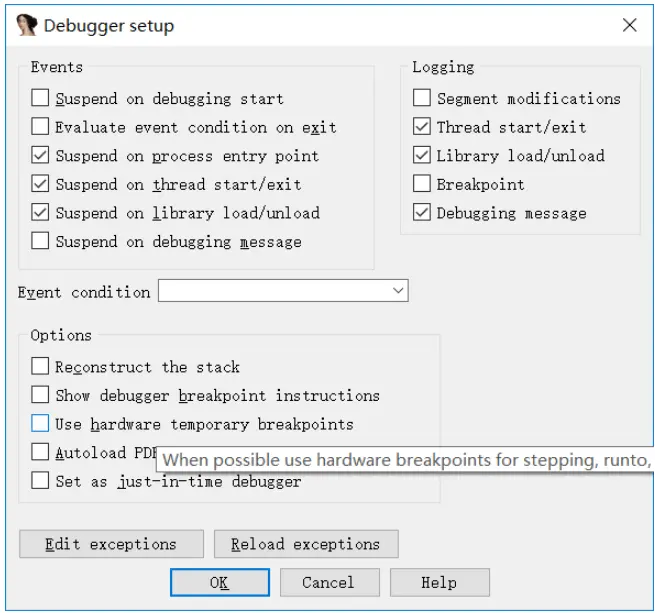 Debugger setup
Events
Suspend on debugging start
Evaluate event condition on exit
Suspend on process entry point
Suspend on thread start/exit
Suspend on library load/unload
Suspend on debugging message
Logging
Segment modifications
Thread start/exit
Library load/unload
Breakpoint
Debugging message
Event condition
Options
Reconstruct the stack
Show debugger breakpoint instructions
Use hardware temporary breakpoints
Autoload PD
When possible use hardware breakpoints for stepping, runto,
Set as just-in-time debugger
Edit exceptions
Reload exceptions
OK
Cancel
Help